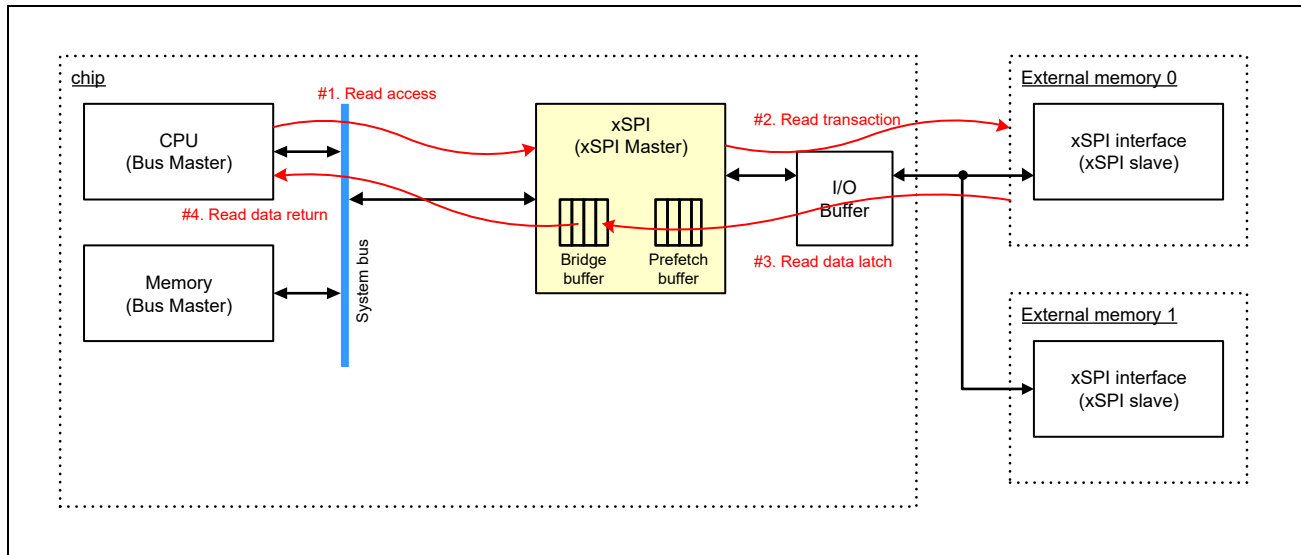 chip
CPU
(Bus Master)
#1. Read access
xSPI
(xSPI Master)
#2. Read transaction
External memory 0
xSPI interface
(xSPI slave)
I/O
Buffer
#4. Read data return
Bridge
buffer
Prefetch
buffer
#3. Read data latch
Memory
(Bus Master)
System bus
External memory 1
xSPI interface
(xSPI slave)